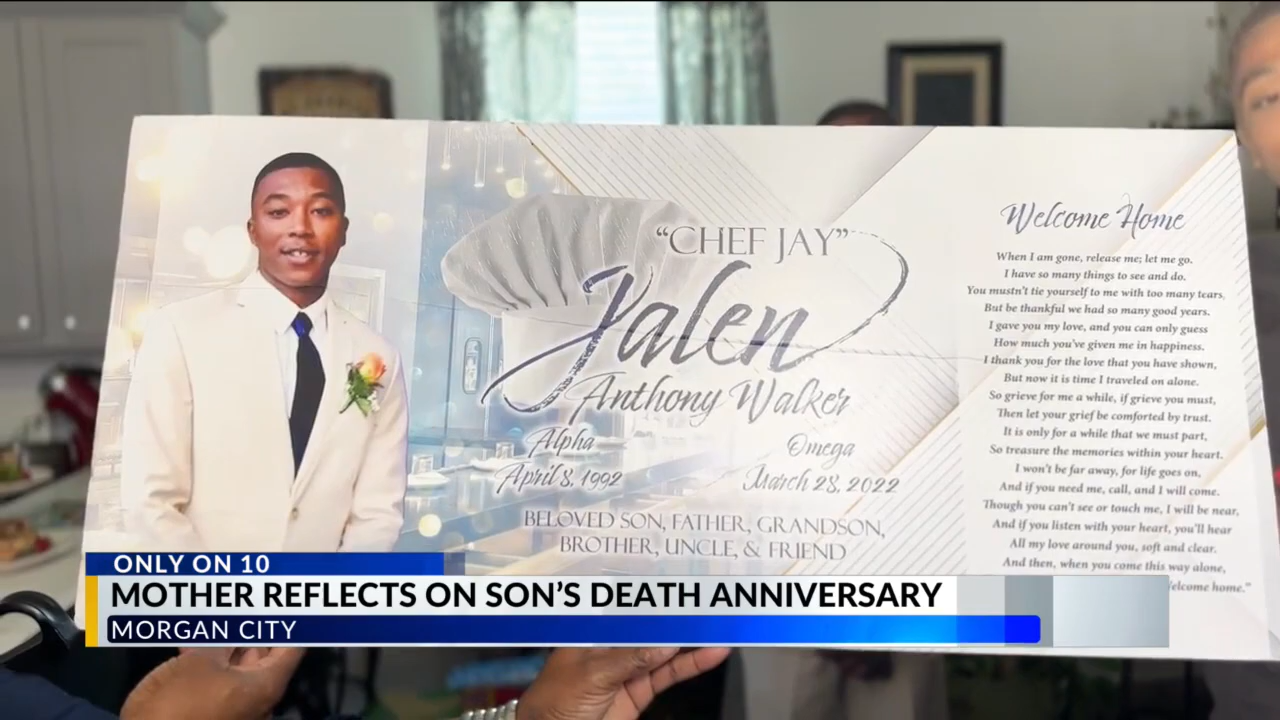 "CHEF JAY"
Jalen
Anthony Walker
Alpha
April 8, 1992
Omega
March 28, 2022
BELOVED SON, FATHER, GRANDSON,
BROTHER, UNCLE, & FRIEND
Welcome Home
When I am gone, release me; let me go.
I have so many things to see and do.
You mustn't tie yourself to me with too many tears,
But be thankful we had so many good years.
I gave you my love, and you can only guess
How much you've given me in happiness.
I thank you for the love that you have shown,
But now it is time I traveled on alone.
So grieve for me a while, if grieve you must,
Then let your grief be comforted by trust.
It is only for a while that we must part,
So treasure the memories within your heart.
I won't be far away, for life goes on,
And if you need me, call, and I will come.
Though you can't see or touch me, I will be near,
And if you listen with your heart, you'll hear
All my love around you, soft and clear.
And then, when you come this way alone,
elcome home."
ONLY ON 10
MOTHER REFLECTS ON SON'S DEATH ANNIVERSARY
MORGAN CITY